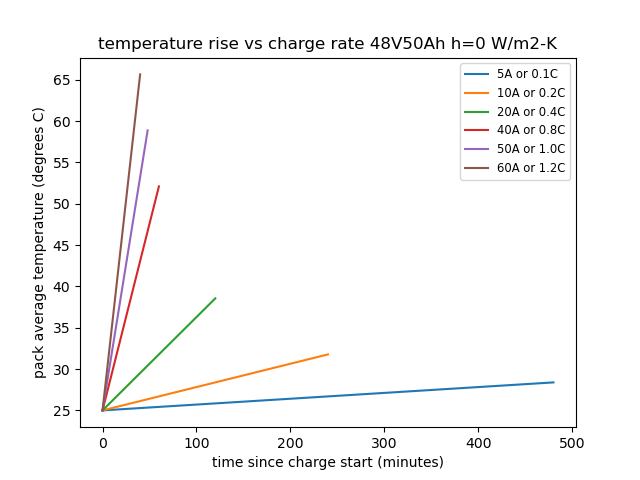 temperature rise vs charge rate 48V50Ah h=0 W/m2-K
pack average temperature (degrees C)
65
60
55
50
45
40
35
30
25
5A or 0.1C
10A or 0.2C
20A or 0.4C
40A or 0.8C
50A or 1.0C
60A or 1.2C
0 100 200 300 400 500
time since charge start (minutes)